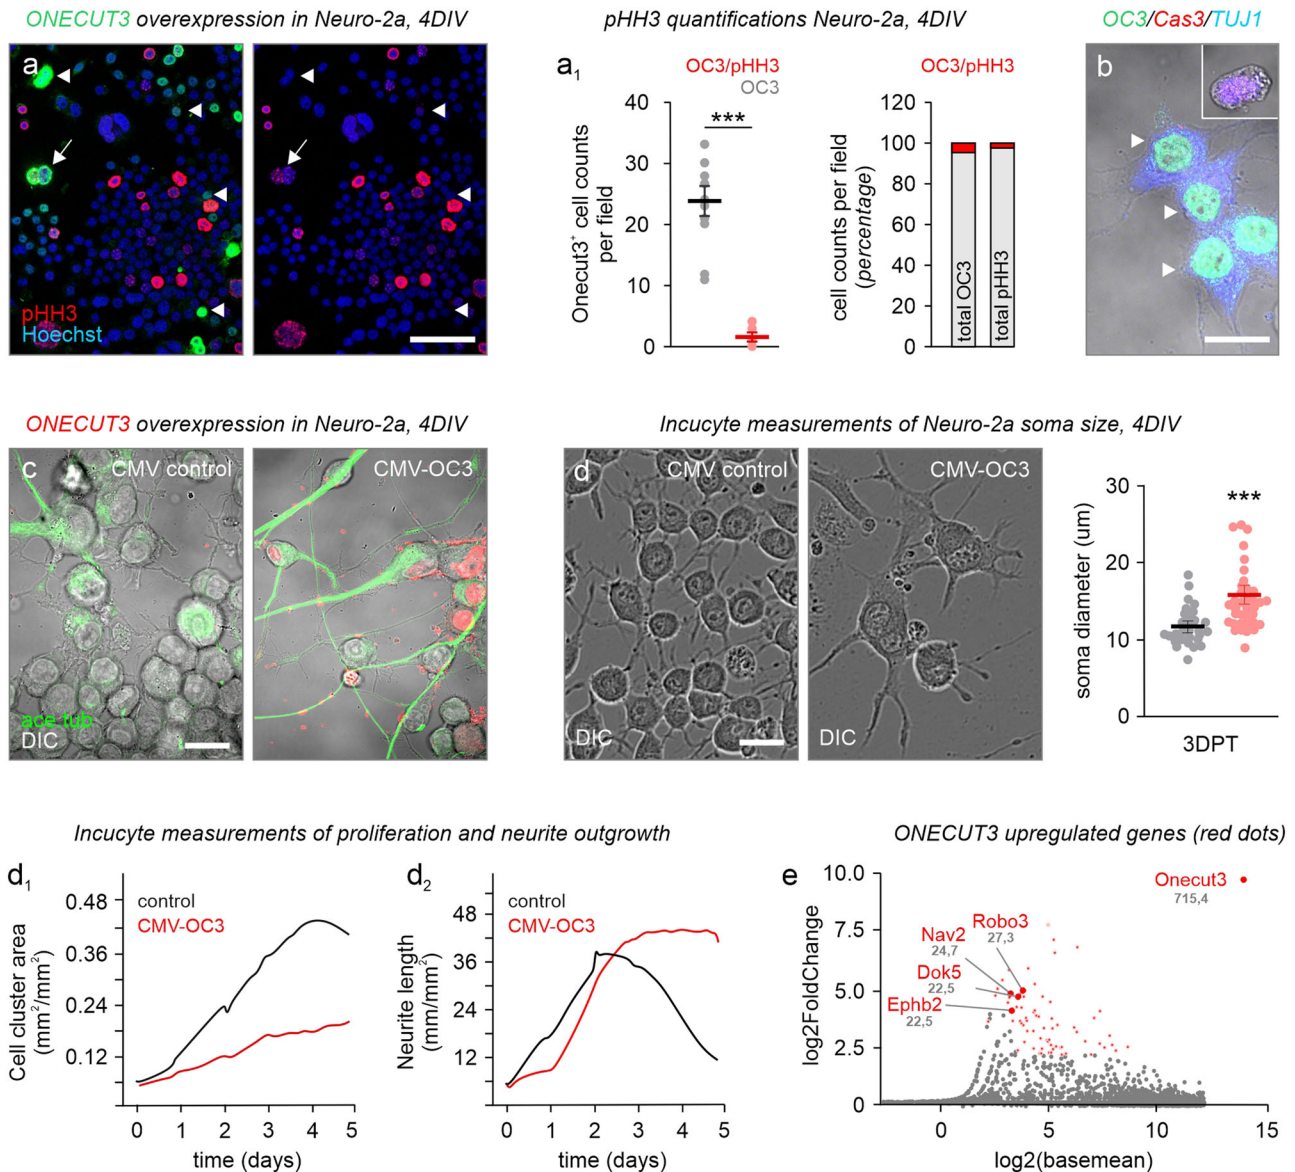 ONECUT3 overexpression in Neuro-2a, 4DIV
a
pHH3
Hoechst
pHH3 quantifications Neuro-2a, 4DIV
a1
OC3/pHH3
OC3
***
40
30
20
10
0
Onecut3+ cell counts
per field
OC3/pHH3
120
100
80
60
40
20
0
cell counts per field
(percentage)
total OC3
total pHH3
OC3/Cas3/TUJ1
b
ONECUT3 overexpression in Neuro-2a, 4DIV
c
CMV control
CMV-OC3
ace tub
DIC
Incucyte measurements of Neuro-2a soma size, 4DIV
d
CMV control
CMV-OC3
DIC
DIC
30
20
10
0
soma diameter (um)
***
3DPT
Incucyte measurements of proliferation and neurite outgrowth
d1
control
CMV-OC3
0.48
0.36
0.24
0.12
Cell cluster area
(mm2/mm2)
0 1 2 3 4 5
time (days)
d2
control
CMV-OC3
48
36
24
12
Neurite length
(mm/mm2)
0 1 2 3 4 5
time (days)
ONECUT3 upregulated genes (red dots)
e
10.0
7.5
5.0
2.5
0
log2FoldChange
Onecut3
715,4
Robo3
27,3
Nav2
24,7
Dok5
22,5
Ephb2
22,5
0 5 10 15
log2(basemean)